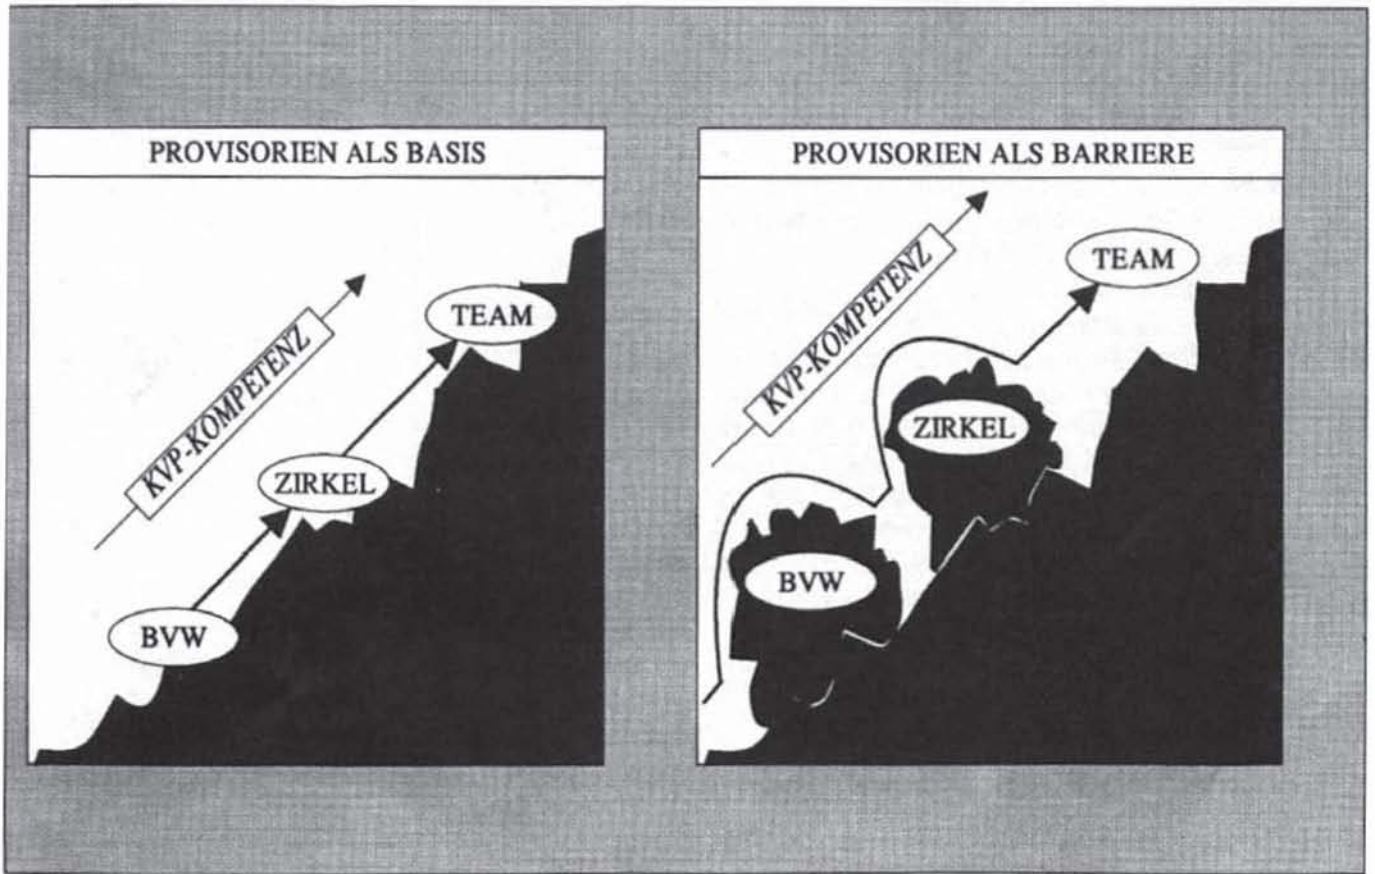 PROVISORIEN ALS BASIS
KVP-KOMPETENZ
TEAM
ZIRKEL
BVW
PROVISORIEN ALS BARRIERE
KVP-KOMPETENZ
TEAM
ZIRKEL
BVW